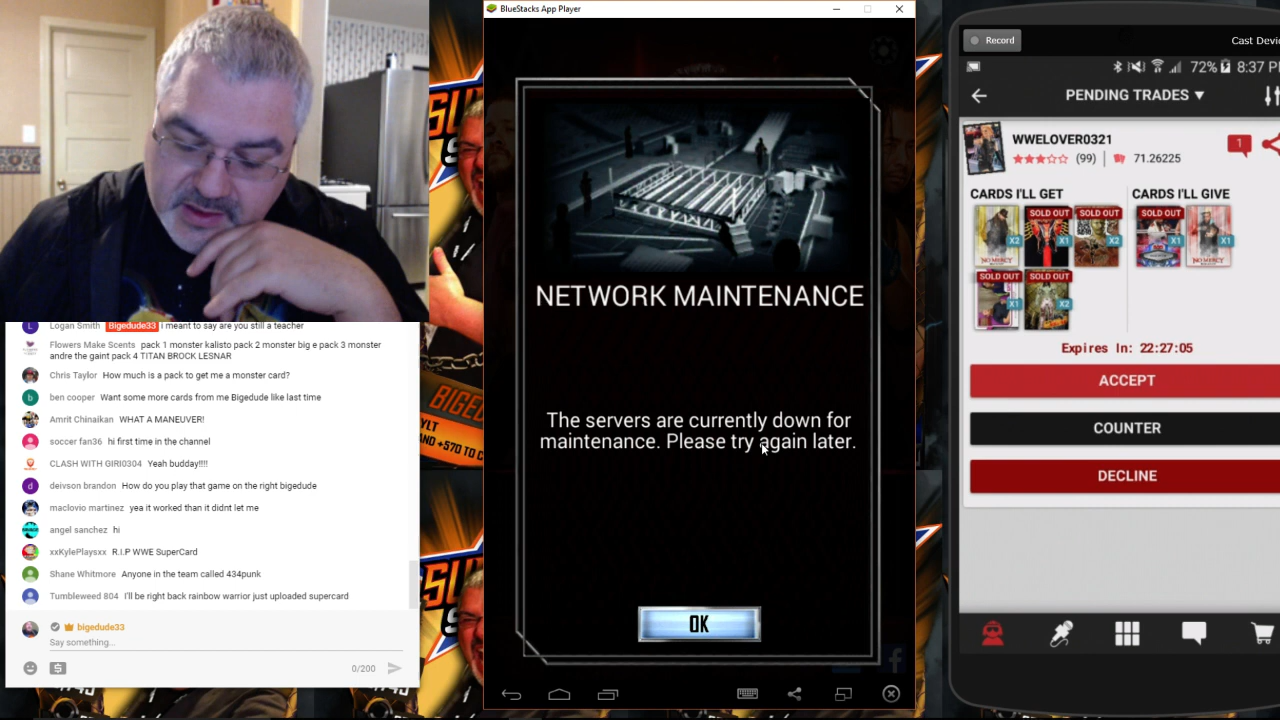 BlueStacks App Player
Record
Cast
72%
8:37
PENDING TRADES ▼
WWELOVER0321
(99)
71.26225
1
CARDS I'LL GET
CARDS I'LL GIVE
SOLD OUT
SOLD OUT
SOLD OUT
X2
X1
X2
X1
X1
NO MERCY
NO MERCY
SOLD OUT
SOLD OUT
X1
X2
Expires In: 22:27:05
ACCEPT
COUNTER
DECLINE
NETWORK MAINTENANCE
The servers are currently down for
maintenance. Please try again later.
OK
Logan Smith Bigedude33 i meant to say are you still a teacher
Flowers Make Scents pack 1 monster kalisto pack 2 monster big e pack 3 monster
andre the gaint pack 4 TITAN BROCK LESNAR
Chris Taylor How much is a pack to get me a monster card?
ben cooper Want some more cards from me Bigedude like last time
Amrit Chinaikan WHAT A MANEUVER!
soccer fan36 hi first time in the channel
CLASH WITH GIRI0304 Yeah budday!!!!
deivson brandon How do you play that game on the right bigedude
maclovio martinez yea it worked than it didnt let me
angel sanchez hi
xxKylePlaysxx R.I.P WWE SuperCard
Shane Whitmore Anyone in the team called 434punk
Tumbleweed 804 I'll be right back rainbow warrior just uploaded supercard
bigedude33
Say something...
0/200